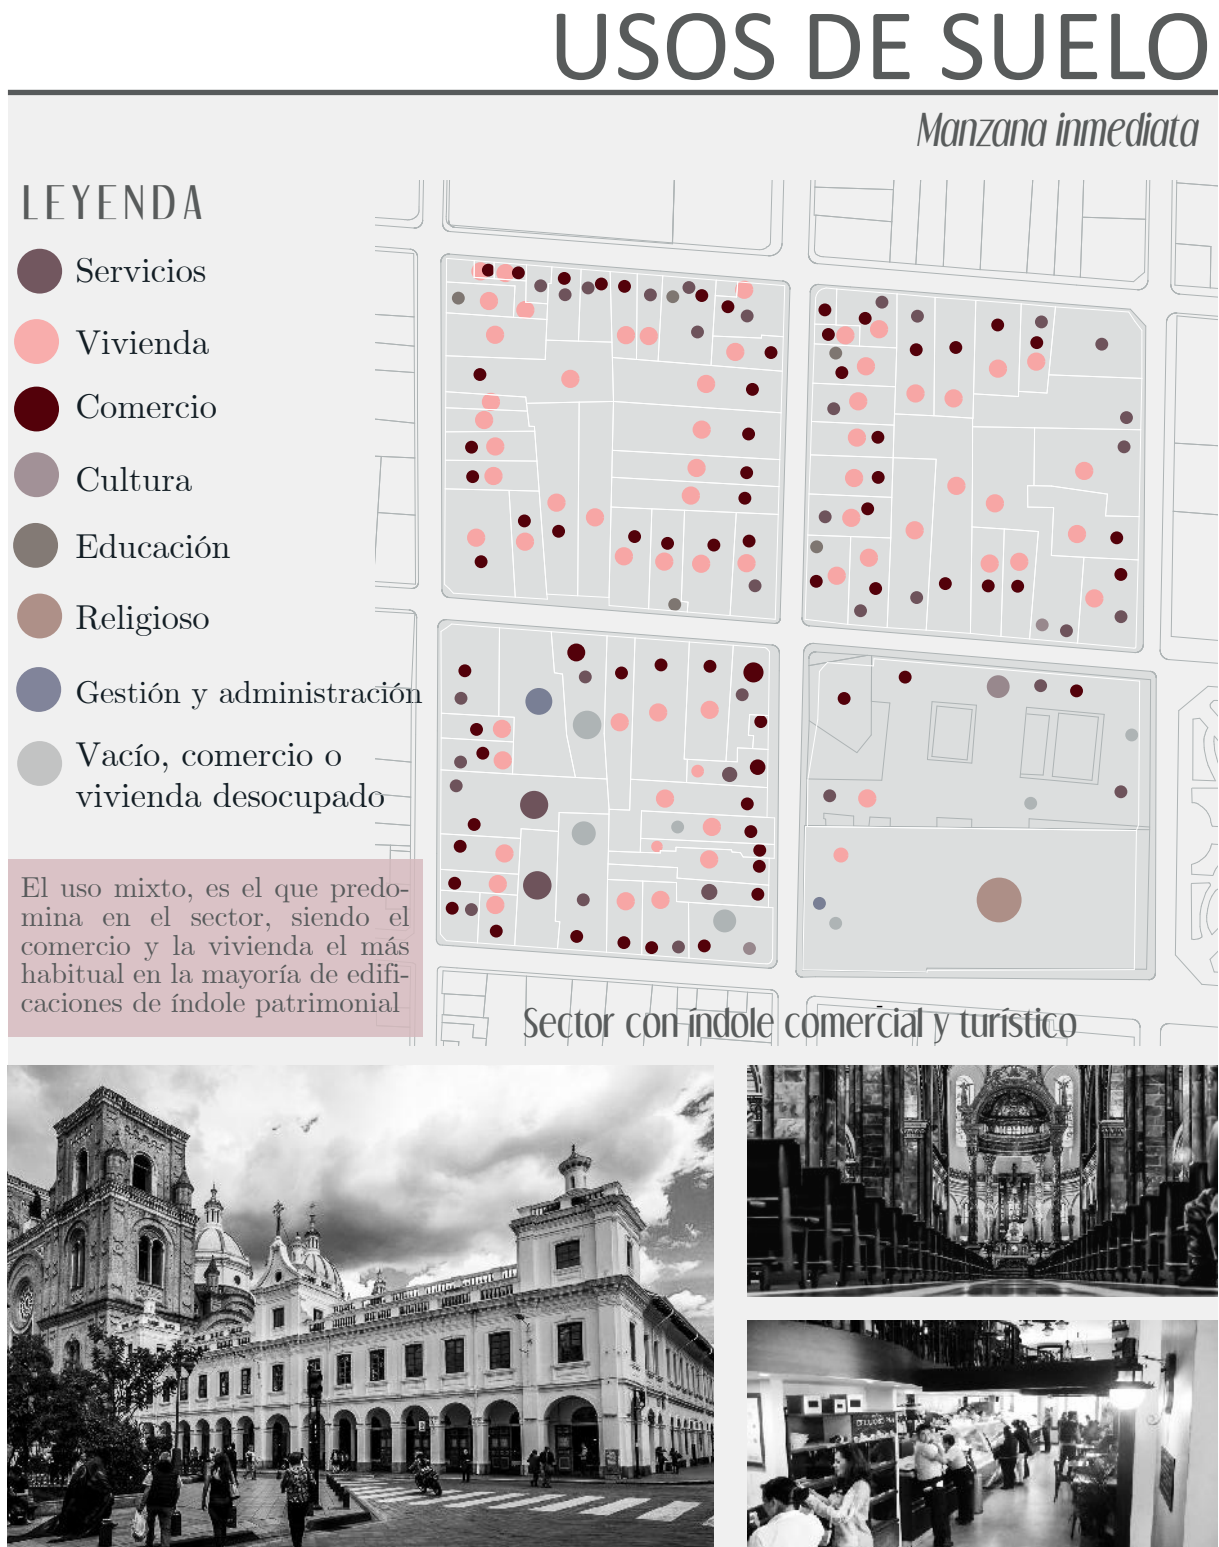 USOS DE SUELO
Manzana inmediata
LEYENDA
Servicios
Vivienda
Comercio
Cultura
Educación
Religioso
Gestión y administración
Vacío, comercio o
vivienda desocupado
El uso mixto, es el que predo-
mina en el sector, siendo el
comercio y la vivienda el más
habitual en la mayoría de edifi-
caciones de índole patrimonial
Sector con índole comercial y turístico